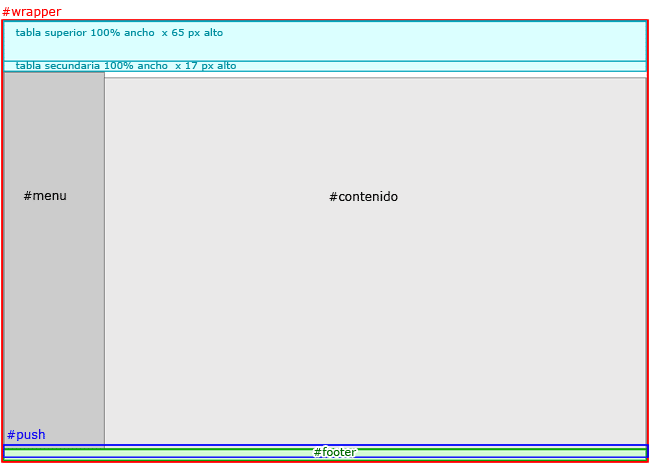 #wrapper
tabla superior 100% ancho  x 65 px alto
tabla secundaria 100% ancho  x 17 px alto
#menu
#contenido
#push
#footer